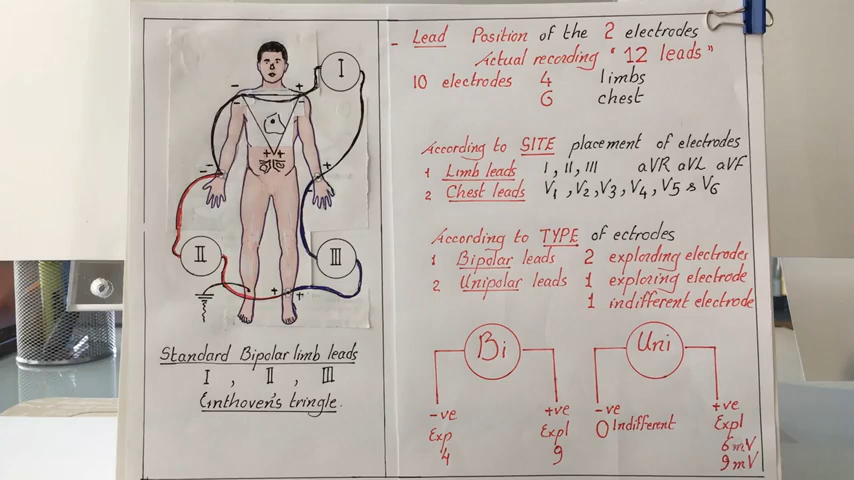 I
II
III
Standard Bipolar limb leads
I , II , III
Einthoven's tringle.
- Lead Position of the 2 electrodes
Actual recording "12 leads"
10 electrodes 4 limbs
6 chest
According to SITE placement of electrodes
1 Limb leads I, II, III aVR aVL aVF
2 Chest leads V1, V2, V3, V4, V5 & V6
According to TYPE of ectrodes
1 Bipolar leads 2 exploring electrodes
2 Unipolar leads 1 exploring electrode
1 indifferent electrode
Bi Uni
-ve +ve -ve +ve
Exp Expl 0 Indifferent Expl
4 9 6 mV
9 mV